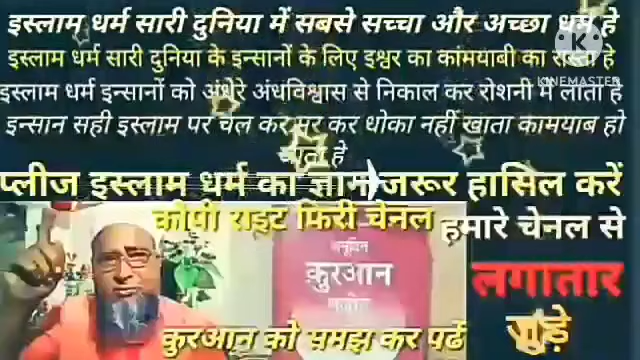 इस्लाम धर्म सारी दुनिया में सबसे सच्चा और अच्छा धर्म हे
इस्लाम धर्म सारी दुनिया के इन्सानों के लिए इश्वर का कांमयाबी का रास्ता हे
इस्लाम धर्म इन्सानों को अंधेरे अंधविश्वास से निकाल कर रोशनी में लाता हे
इन्सान सही इस्लाम पर चल कर मर कर धोका नहीं खाता कामयाब हो
जाता हे
KINEMASTER
प्लीज इस्लाम धर्म का ज्ञान जरूर हासिल करें
कोपी राइट फिरी चेनल
हमारे चेनल से
लगातार
जुड़े
क़ुरआन
कुरआन को समझ कर पढें